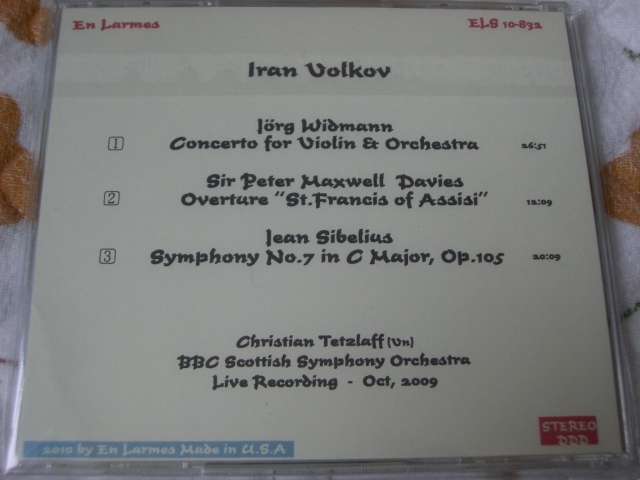 En Larmes
ELS 10-832
Iran Volkov
Jörg Widmann
1 Concerto for Violin & Orchestra 26:51
Sir Peter Maxwell Davies
2 Overture "St.Francis of Assisi" 12:09
Jean Sibelius
3 Symphony No.7 in C Major, Op.105 20:09
Christian Tetzlaff (Vn)
BBC Scottish Symphony Orchestra
Live Recording - Oct, 2009
STEREO
DDD
2010 by En Larmes Made in U.S.A